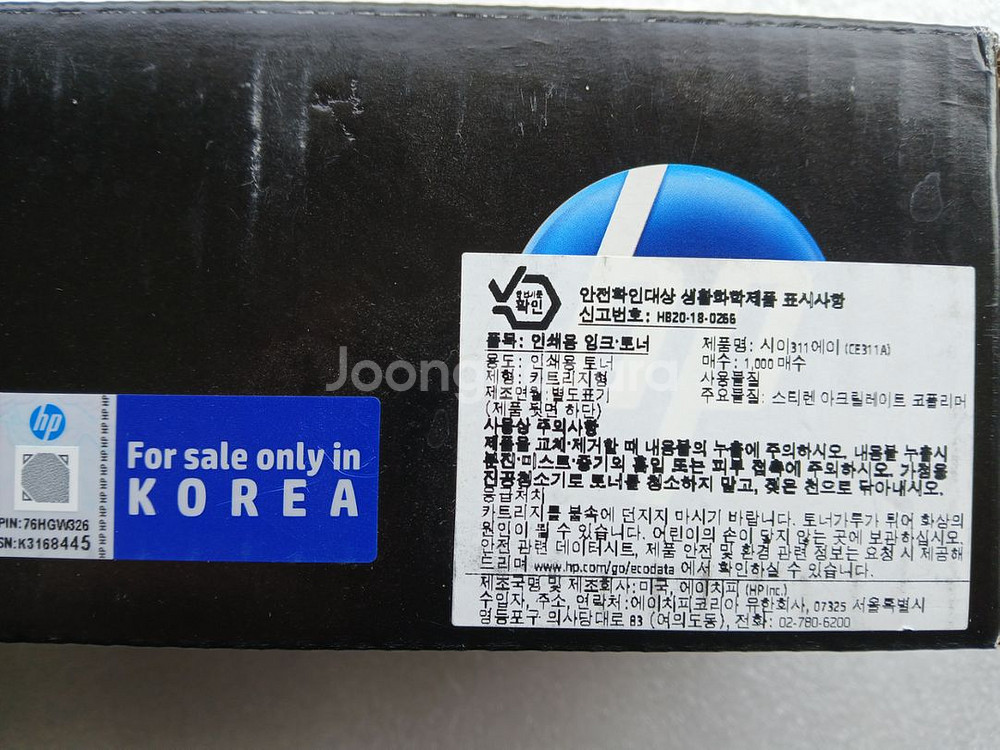 안전확인대상 생활화학제품 표시사항
신고번호: HB20-18-0266
확인
품목: 인쇄용 잉크·토너
제품명: 시이311에이 (CE311A)
용도: 인쇄용 토너
매수: 1,000 매수
제형: 카트리지형
사용물질
제조연월:별도표기
주요물질: 스티렌 아크릴레이트 코폴리머
(제품 뒷면 하단)
사용상 주의사항
제품을 교체·제거할 때 내용물의 누출에 주의하시오. 내용물 누출시
분진·미스트·증기의 흡입 또는 피부 접촉에 주의하시오. 가정용
진공청소기로 토너를 청소하지 말고, 젖은 천으로 닦아내시오.
응급처치
카트리지를 불속에 던지지 마시기 바랍니다. 토너가루가 튀어 화상의
원인이 될 수 있습니다. 어린이의 손이 닿지 않는 곳에 보관하십시오.
안전 관련 데이터시트, 제품 안전 및 환경 관련 정보는 요청 시 제공해
드리며 www.hp.com/go/ecodata 에서 확인하실 수 있습니다.
제조국명 및 제조회사: 미국, 에이치피 (HP Inc.)
수입자, 주소, 연락처:에이치피코리아 유한회사, 07325 서울특별시
영등포구 의사당대로 83 (여의도동), 전화: 02-780-6200
hp
For sale only in
KOREA
PIN:76HGW326
SN:K3168445
HP HP HP HP HP HP HP HP